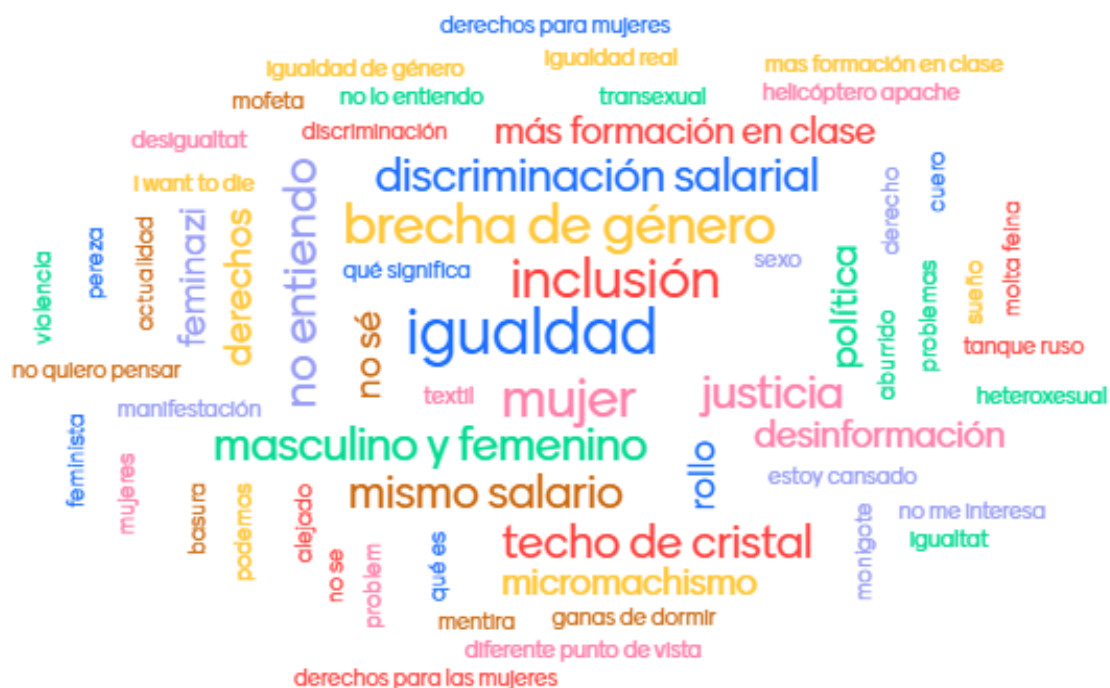 derechos para mujeres
igualdad de género
igualdad real
mas formación en clase
mofeta
no lo entiendo
transexual
helicóptero apache
desigualtat
discriminación
más formación en clase
I want to die
no entiendo
discriminación salarial
derecho
cuero
violencia
pereza
actualidad
feminazi
derechos
brecha de género
qué significa
inclusión
sexo
política
aburrido
problemas
sueño
molta feina
no sé
igualdad
tanque ruso
no quiero pensar
manifestación
textil
mujer
justicia
heteroxesual
feminista
mujeres
masculino y femenino
rollo
desinformación
estoy cansado
basura
podemos
alejado
mismo salario
monigote
no me interesa
igualtat
no se
problem
qué es
techo de cristal
micromachismo
mentira
ganas de dormir
diferente punto de vista
derechos para las mujeres